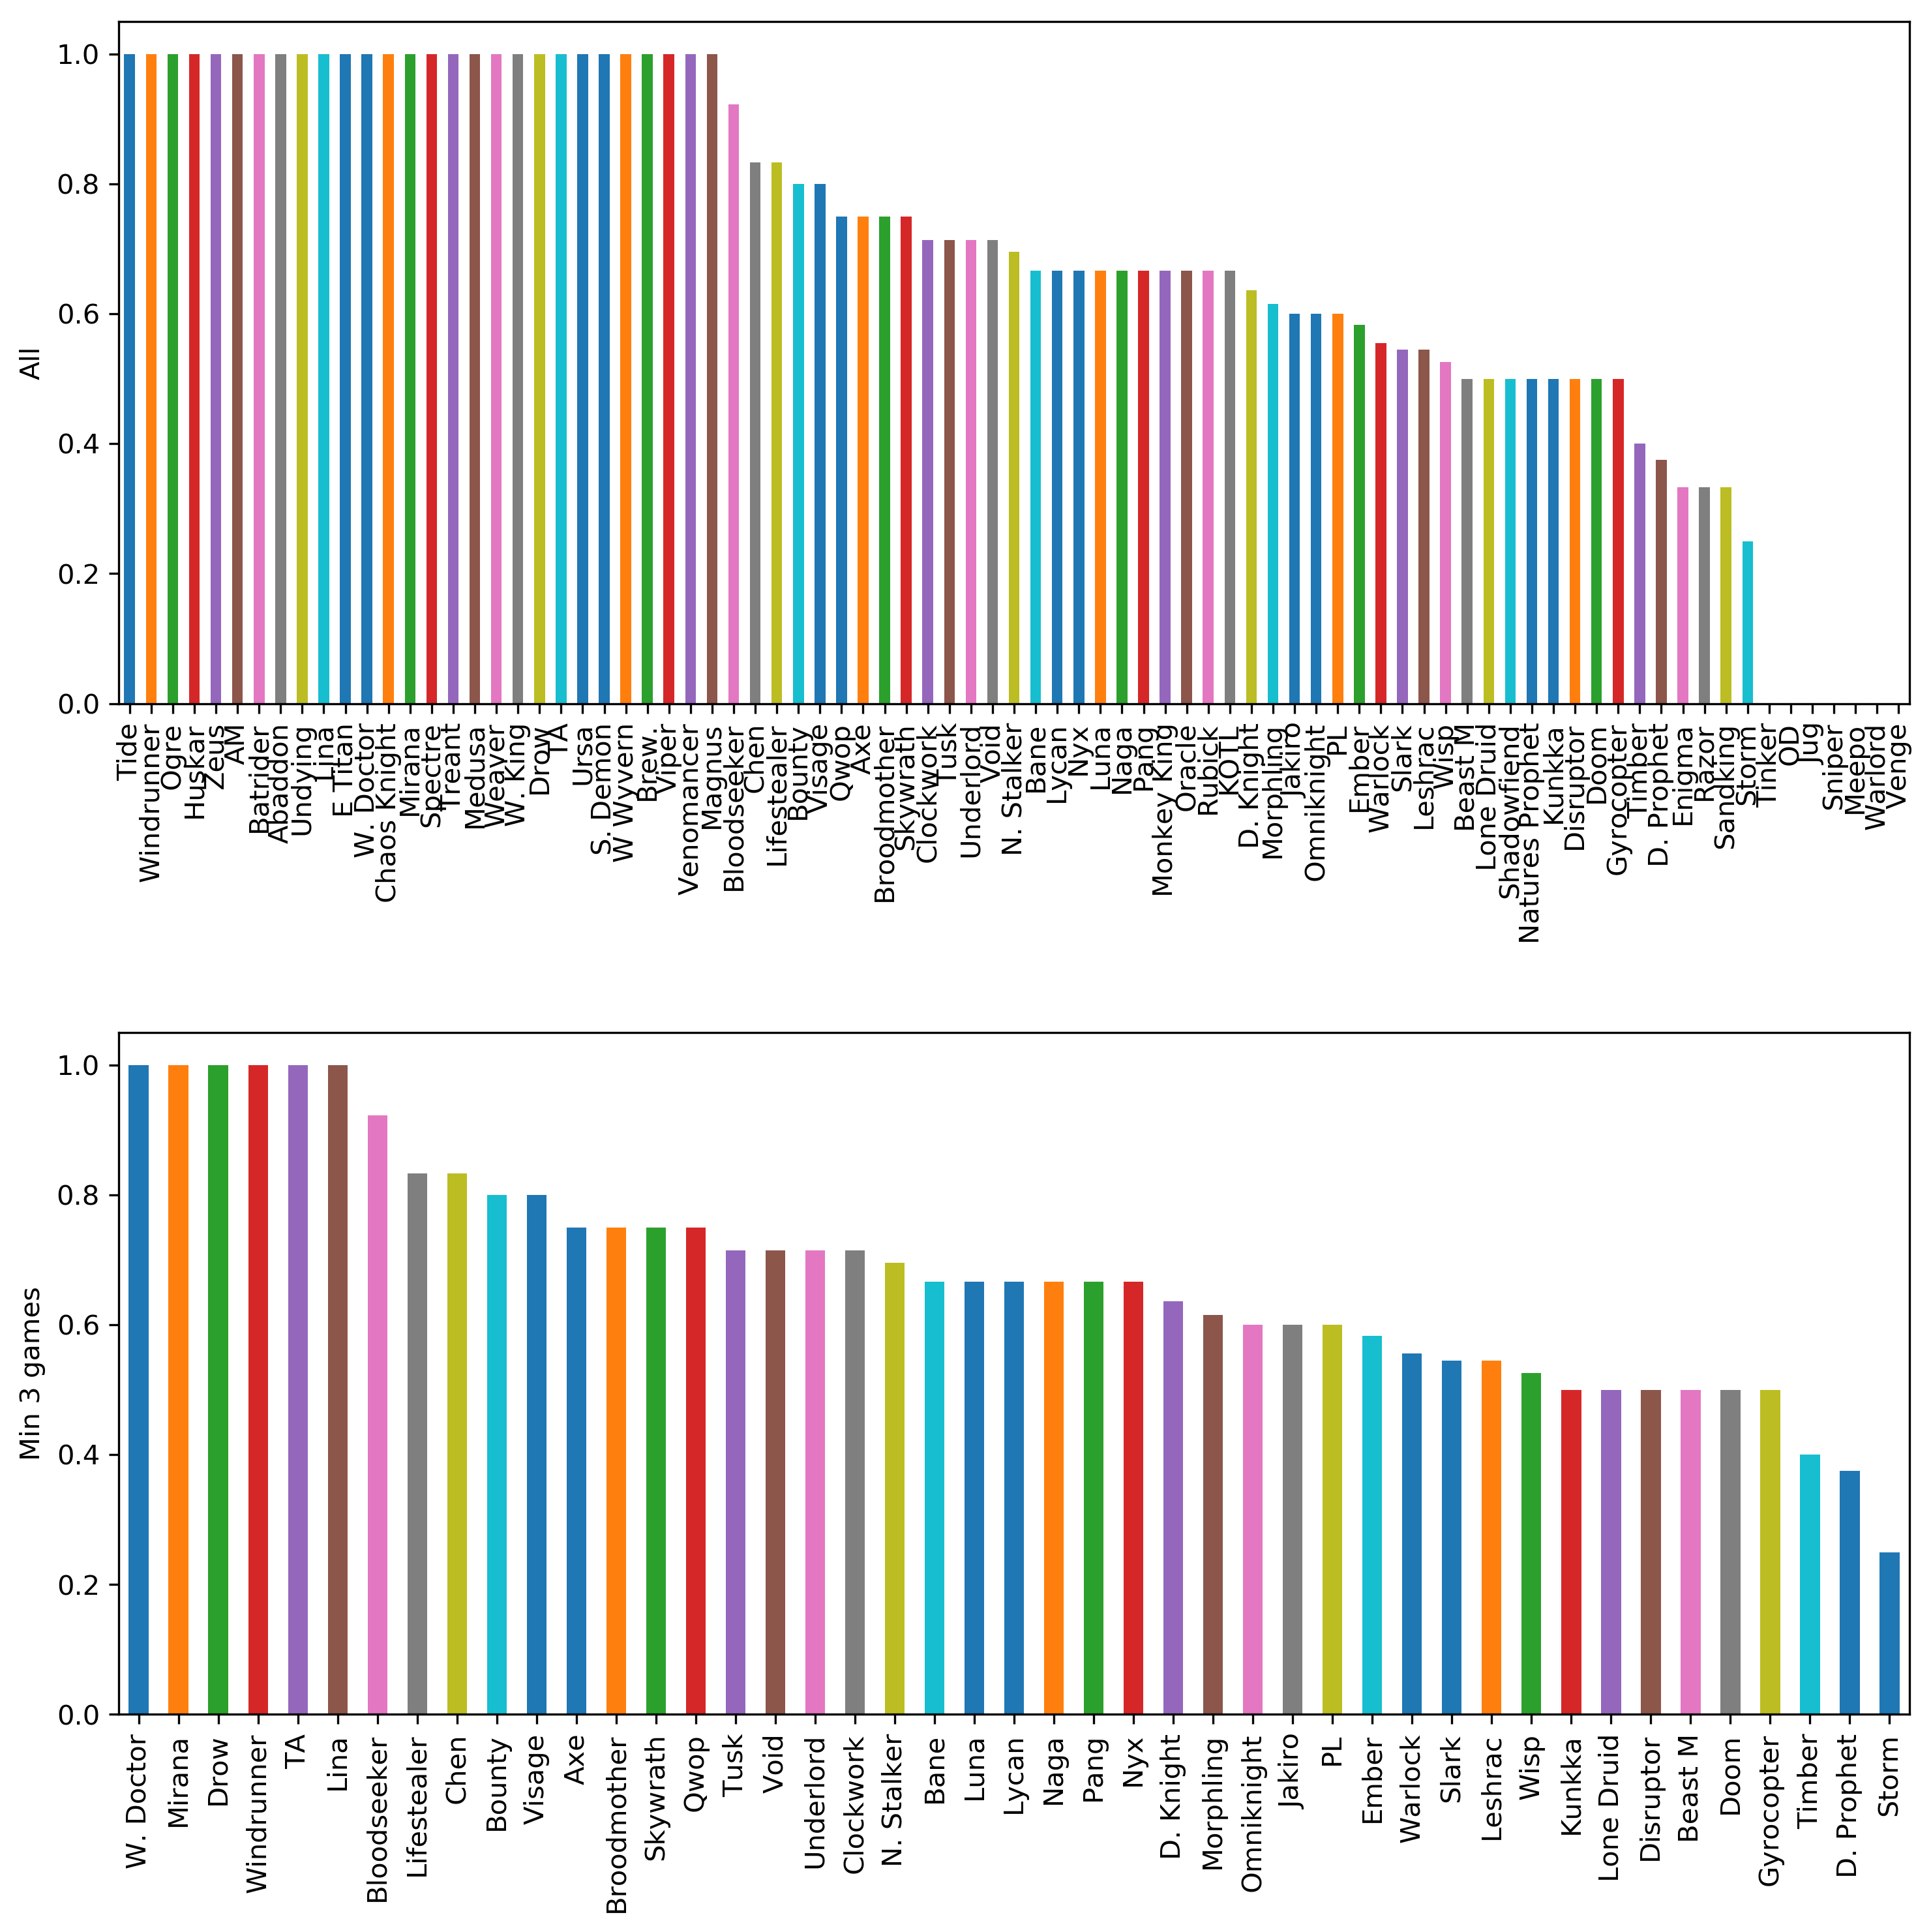 All
1.0
0.8
0.6
0.4
0.2
0.0
Tide
Windrunner
Ogre
Huskar
Zeus
AM
Batrider
Abaddon
Undying
Lina
E Titan
W. Doctor
Chaos Knight
Mirana
Spectre
Treant
Medusa
Weaver
W. King
Drow
TA
Ursa
S. Demon
W Wyvern
Brew.
Viper
Venomancer
Magnus
Bloodseeker
Chen
Lifestealer
Bounty
Visage
Qwop
Axe
Broodmother
Skywrath
Clockwork
Tusk
Underlord
Void
N. Stalker
Bane
Lycan
Nyx
Luna
Naga
Pang
Monkey King
Oracle
Rubick
KOTL
D. Knight
Morphling
Jakiro
Omniknight
PL
Ember
Warlock
Slark
Leshrac
Wisp
Beast M
Lone Druid
Shadowfiend
Natures Prophet
Kunkka
Disruptor
Doom
Gyrocopter
Timber
D. Prophet
Enigma
Razor
Sandking
Storm
Tinker
OD
Jug
Sniper
Meepo
Warlord
Venge
Min 3 games
1.0
0.8
0.6
0.4
0.2
0.0
W. Doctor
Mirana
Drow
Windrunner
TA
Lina
Bloodseeker
Lifestealer
Chen
Bounty
Visage
Axe
Broodmother
Skywrath
Qwop
Tusk
Void
Underlord
Clockwork
N. Stalker
Bane
Luna
Lycan
Naga
Pang
Nyx
D. Knight
Morphling
Omniknight
Jakiro
PL
Ember
Warlock
Slark
Leshrac
Wisp
Kunkka
Lone Druid
Disruptor
Beast M
Doom
Gyrocopter
Timber
D. Prophet
Storm